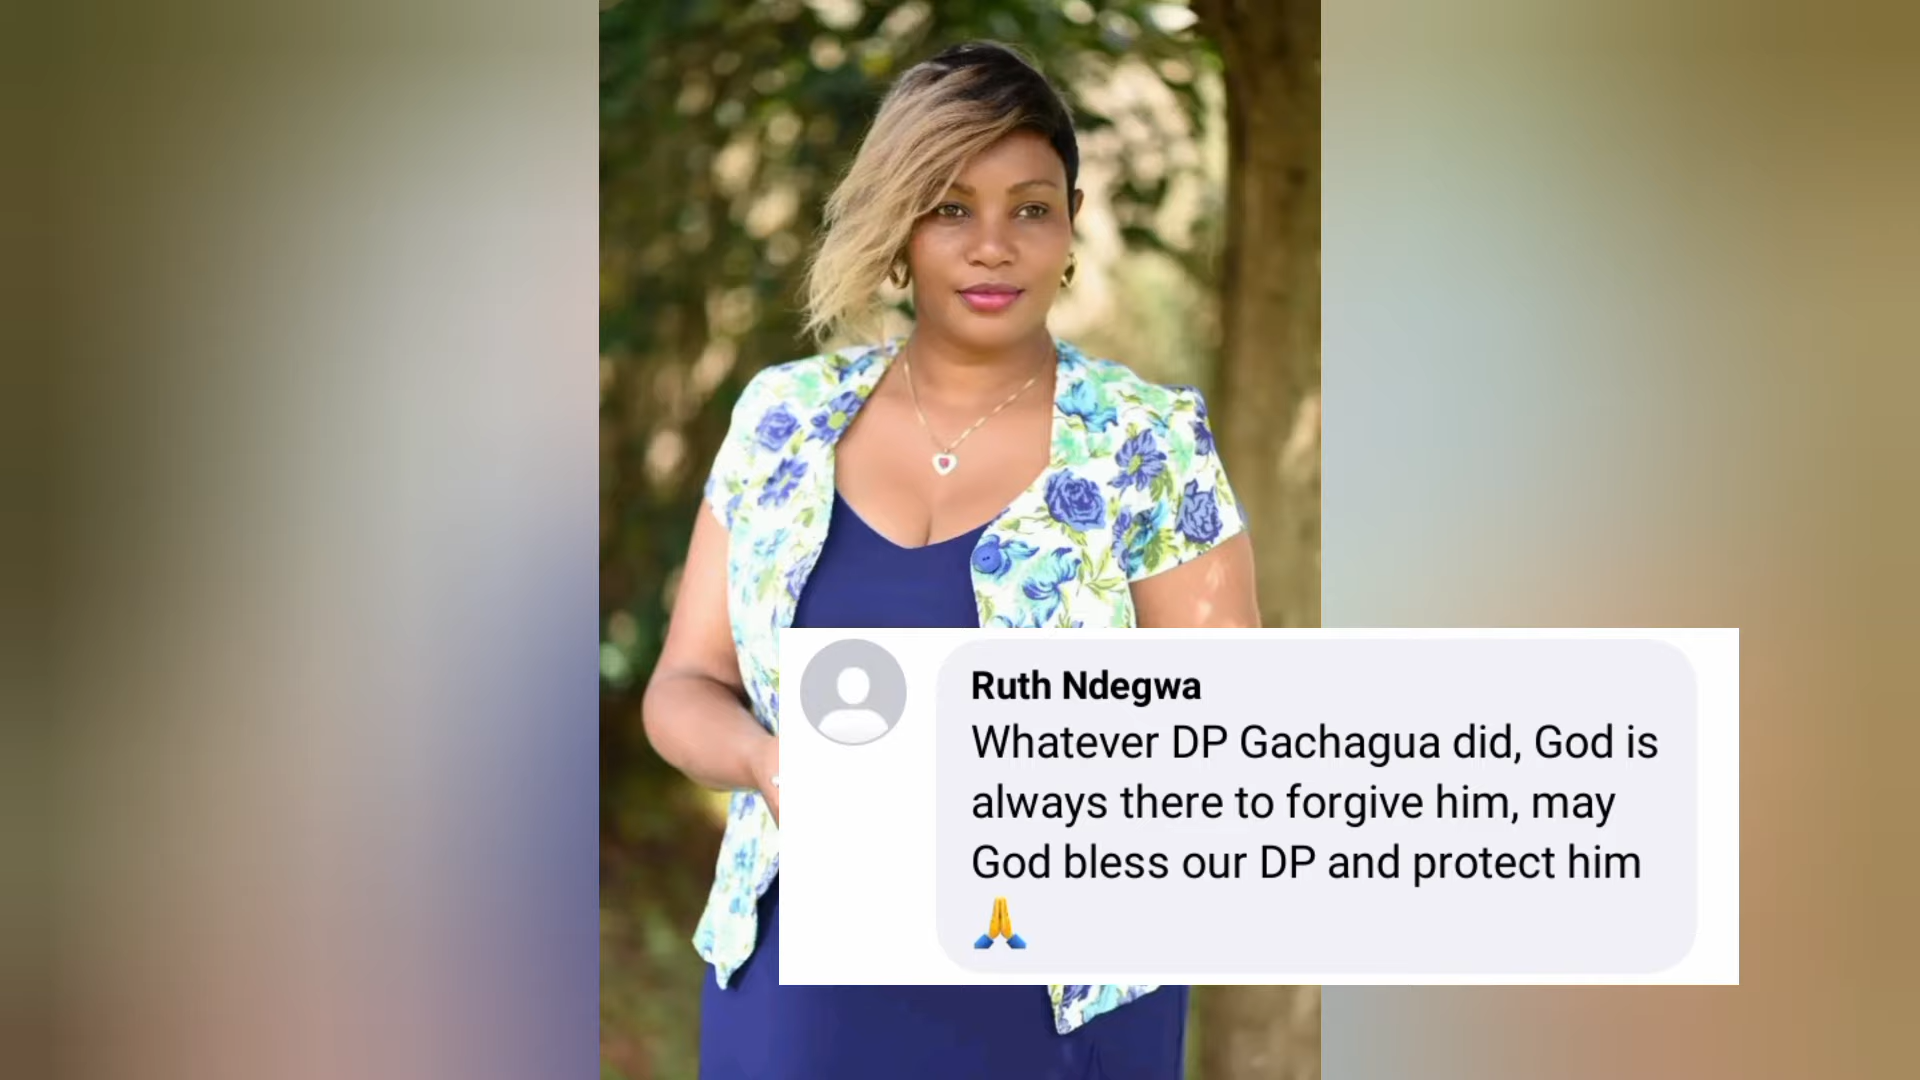 Ruth Ndegwa
Whatever DP Gachagua did, God is
always there to forgive him, may
God bless our DP and protect him
🙏